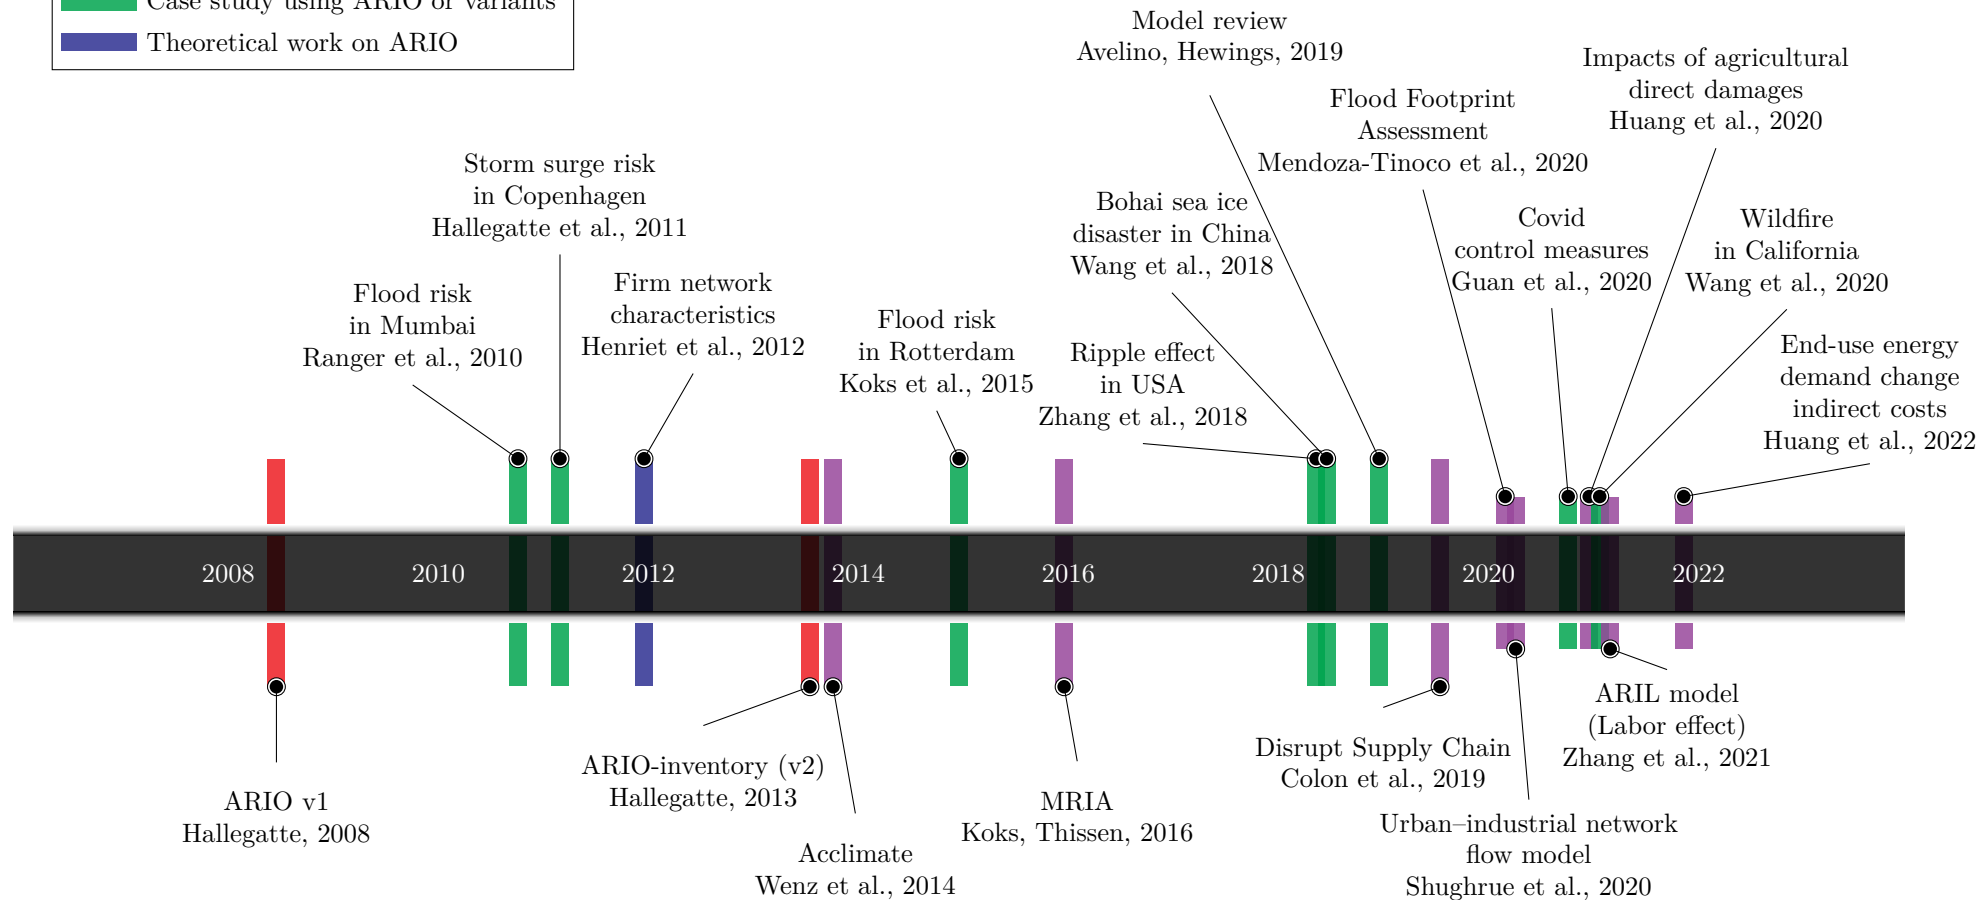 Case study using ARIO or variants
Theoretical work on ARIO
Model review
Avelino, Hewings, 2019
Impacts of agricultural
direct damages
Huang et al., 2020
Flood Footprint
Assessment
Mendoza-Tinoco et al., 2020
Storm surge risk
in Copenhagen
Hallegatte et al., 2011
Bohai sea ice
disaster in China
Wang et al., 2018
Covid
control measures
Guan et al., 2020
Wildfire
in California
Wang et al., 2020
Flood risk
in Mumbai
Ranger et al., 2010
Firm network
characteristics
Henriet et al., 2012
Flood risk
in Rotterdam
Koks et al., 2015
Ripple effect
in USA
Zhang et al., 2018
End-use energy
demand change
indirect costs
Huang et al., 2022
2008 2010 2012 2014 2016 2018 2020 2022
ARIO v1
Hallegatte, 2008
ARIO-inventory (v2)
Hallegatte, 2013
Acclimate
Wenz et al., 2014
MRIA
Koks, Thissen, 2016
Disrupt Supply Chain
Colon et al., 2019
ARIL model
(Labor effect)
Zhang et al., 2021
Urban–industrial network
flow model
Shughrue et al., 2020